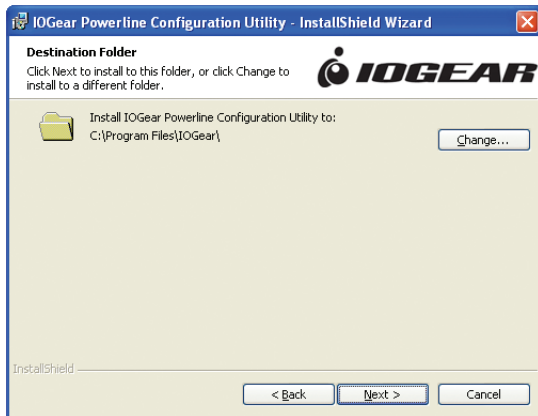 IOGear Powerline Configuration Utility - InstallShield Wizard
Destination Folder
Click Next to install to this folder, or click Change to
install to a different folder.
IOGEAR
Install IOGear Powerline Configuration Utility to:
C:\Program Files\IOGear\
Change...
InstallShield
< Back
Next >
Cancel